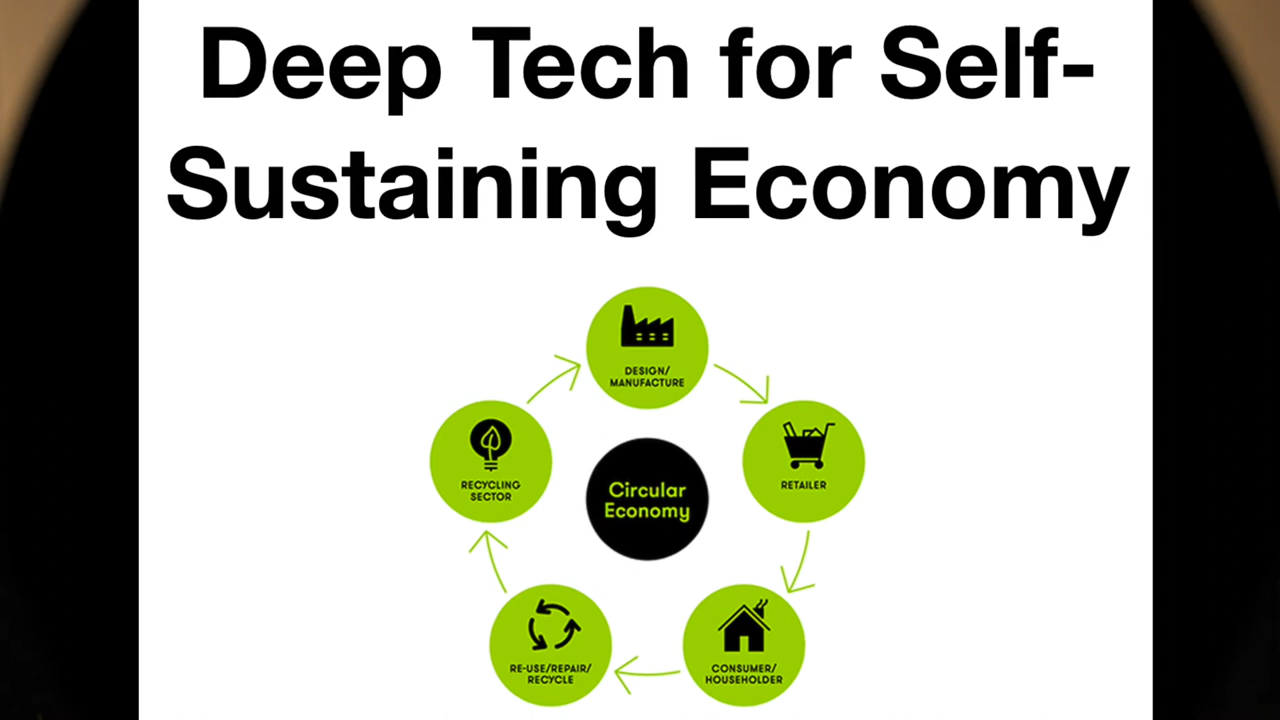 Deep Tech for Self-
Sustaining Economy
DESIGN/
MANUFACTURE
RECYCLING
SECTOR
Circular
Economy
RETAILER
RE-USE/REPAIR/
RECYCLE
CONSUMER/
HOUSEHOLDER